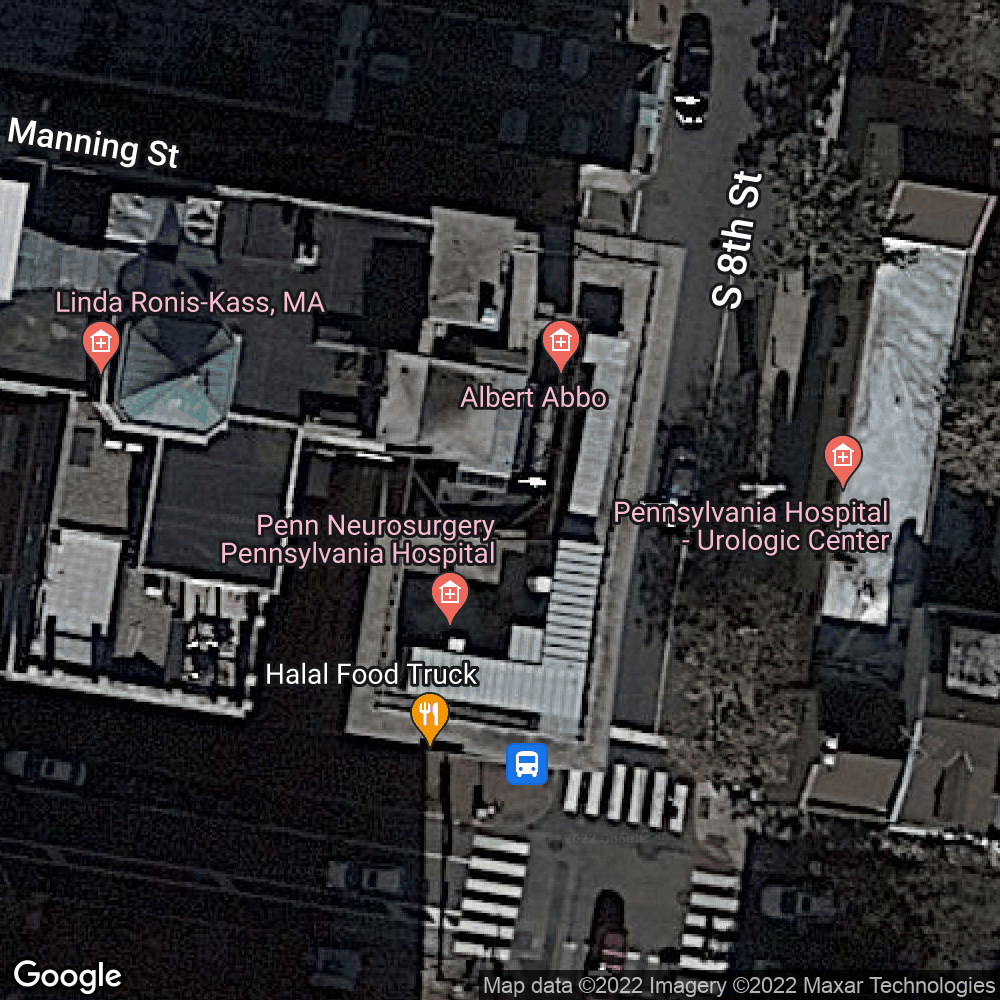 Manning St
S 8th St
Linda Ronis-Kass, MA
Albert Abbo
Pennsylvania Hospital
- Urologic Center
Penn Neurosurgery
Pennsylvania Hospital
Halal Food Truck
Google
Map data ©2022 Imagery ©2022 Maxar Technologies